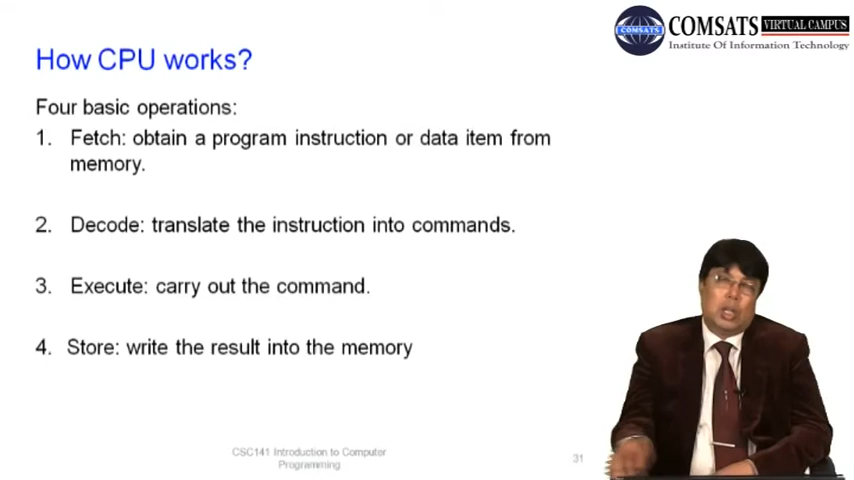 COMSATS
COMSATS VIRTUAL CAMPUS
Institute Of Information Technology
How CPU works?
Four basic operations:
1. Fetch: obtain a program instruction or data item from
memory.
2. Decode: translate the instruction into commands.
3. Execute: carry out the command.
4. Store: write the result into the memory
CSC141 Introduction to Computer
Programming
31